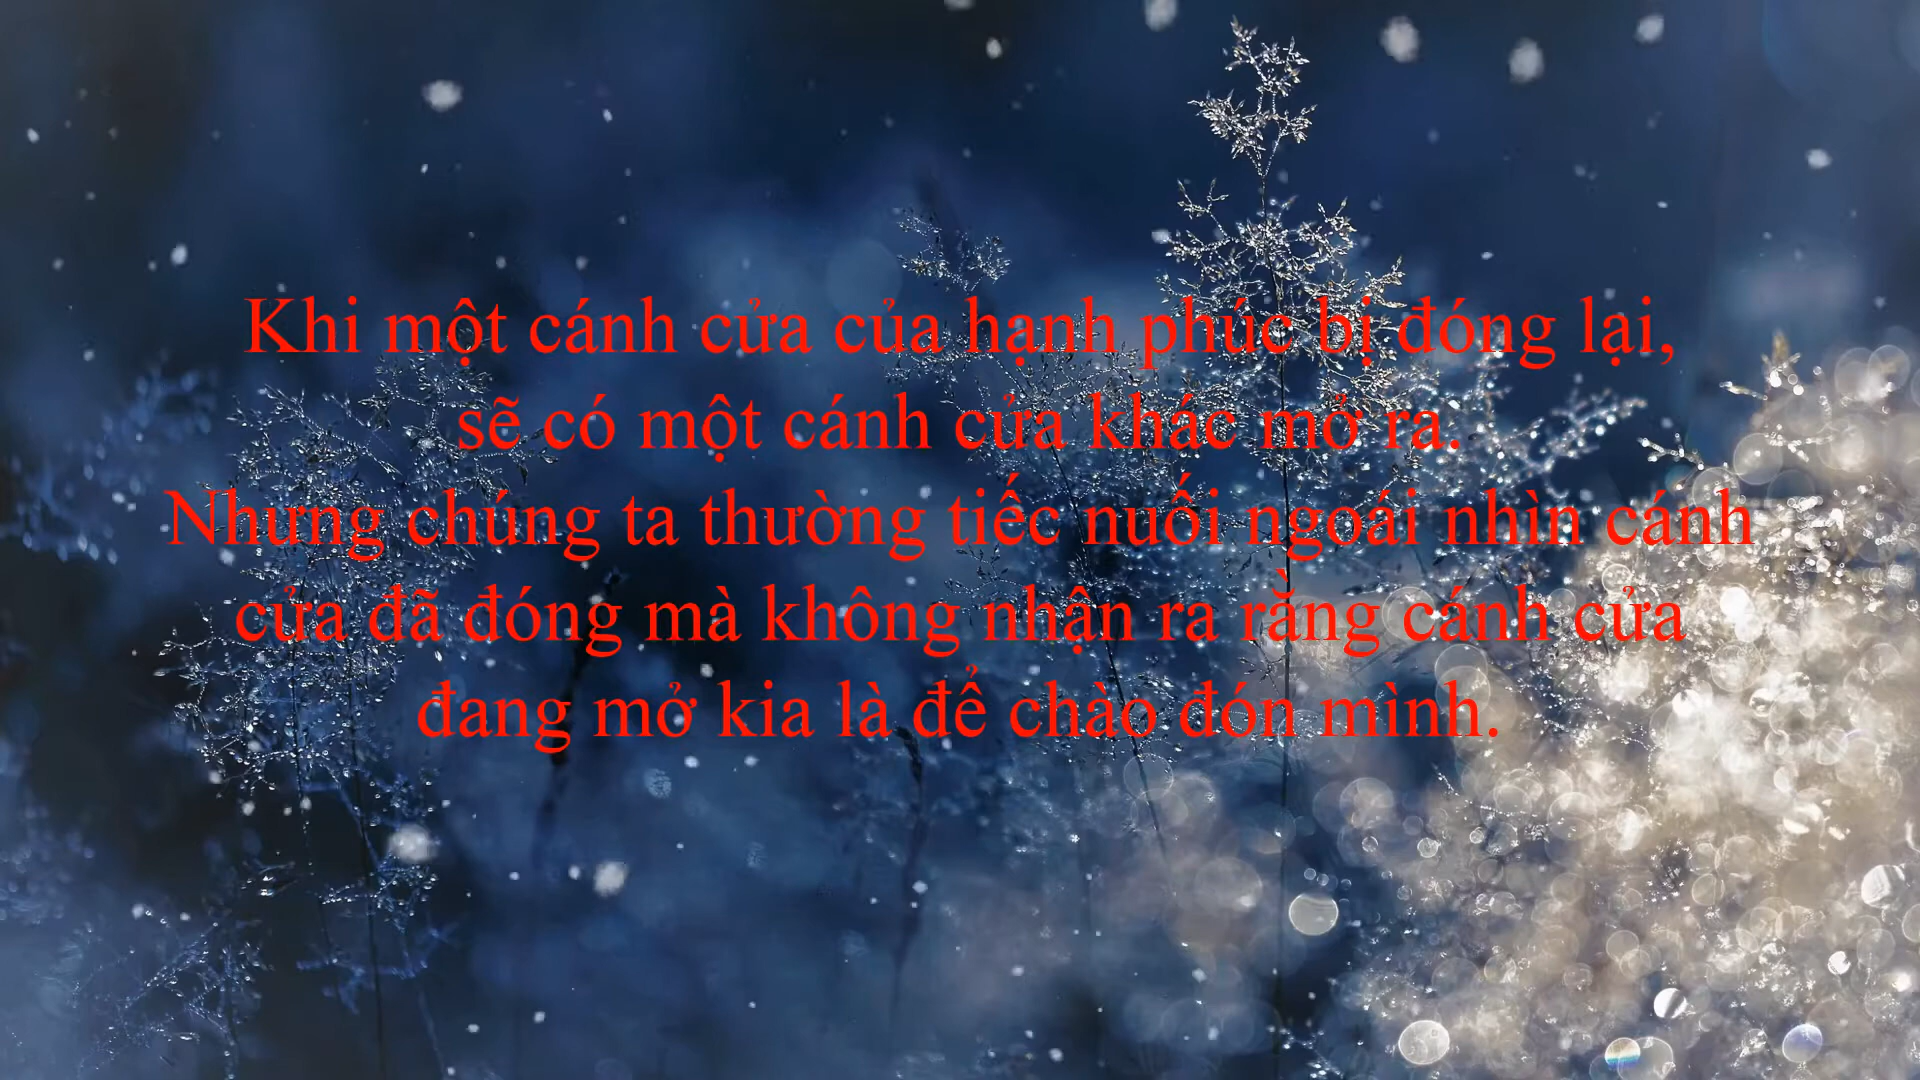 Khi một cánh cửa của hạnh phúc bị đóng lại,
sẽ có một cánh cửa khác mở ra.
Nhưng chúng ta thường tiếc nuối ngoái nhìn cánh
cửa đã đóng mà không nhận ra rằng cánh cửa
đang mở kia là để chào đón mình.